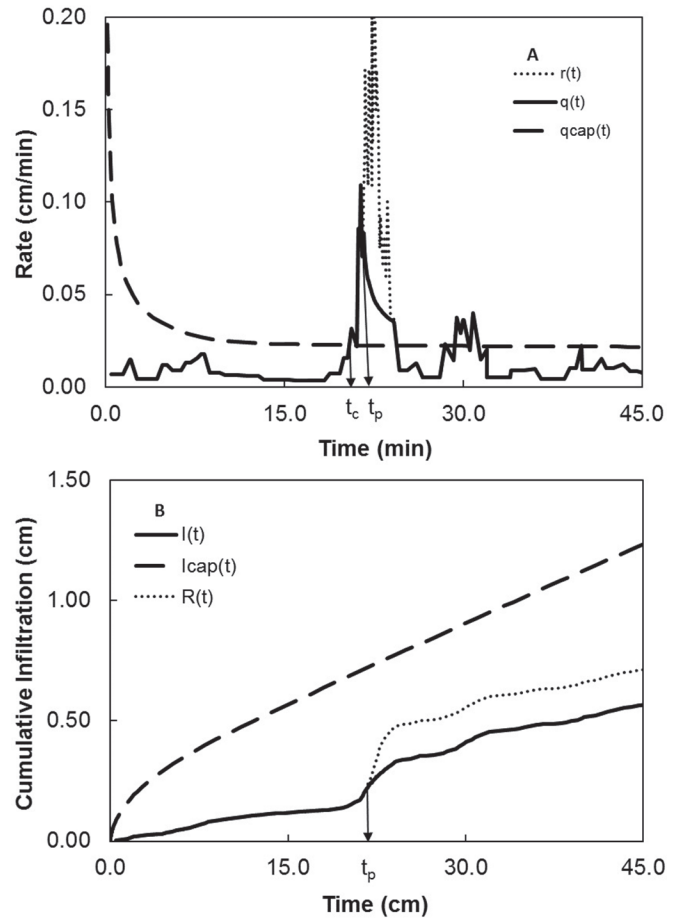 0.20
0.15
0.10
0.05
0.00
Rate (cm/min)
A
r(t)
q(t)
qcap(t)
0.0
15.0
30.0
45.0
tc
tp
Time (min)
1.50
1.00
0.50
0.00
Cumulative Infiltration (cm)
B
I(t)
Icap(t)
R(t)
0.0
15.0
tp
30.0
45.0
Time (cm)